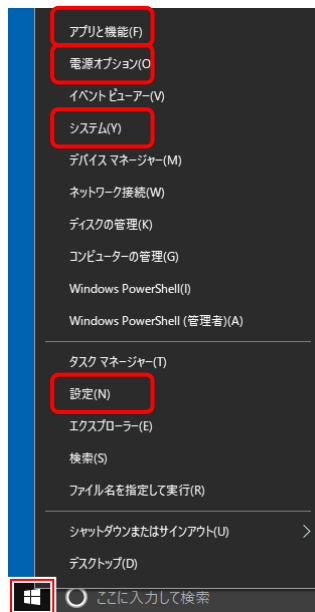 アプリと機能(F)
電源オプション(O
イベント ビューアー(V)
システム(Y)
デバイス マネージャー(M)
ネットワーク接続(W)
ディスクの管理(K)
コンピューターの管理(G)
Windows PowerShell(I)
Windows PowerShell (管理者)(A)
タスク マネージャー(T)
設定(N)
エクスプローラー(E)
検索(S)
ファイル名を指定して実行(R)
シャットダウンまたはサインアウト(U)
デスクトップ(D)
ここに入力して検索